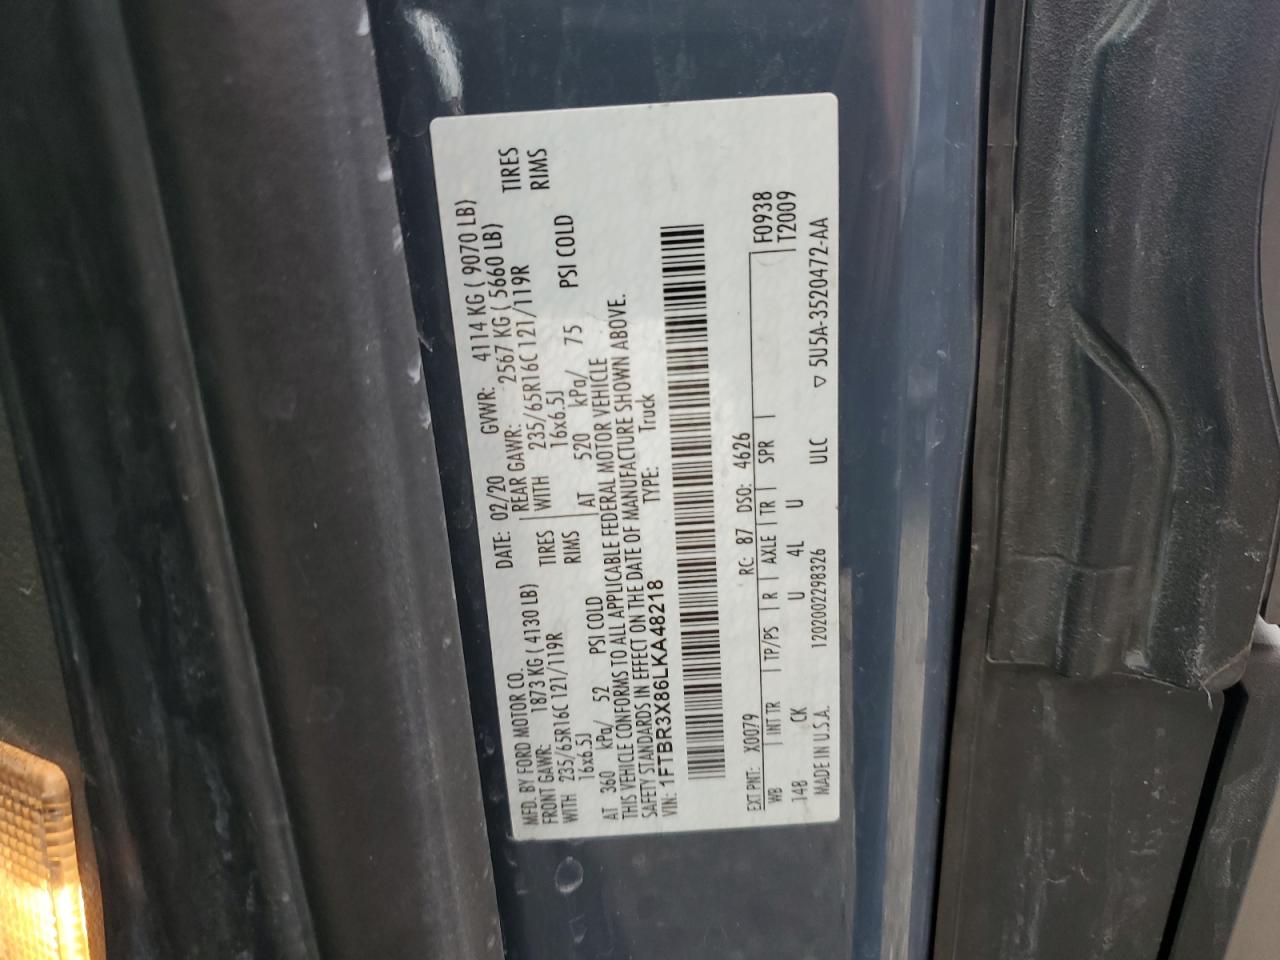 MFD. BY FORD MOTOR CO. DATE: 02/20 GVWR: 4114 KG ( 9070 LB)
FRONT GAWR: 1873 KG ( 4130 LB) REAR GAWR: 2567 KG ( 5660 LB)
WITH 235/65R16C 121/119R TIRES WITH 235/65R16C 121/119R TIRES
16x6.5J RIMS 16x6.5J RIMS
AT 360 kPa/ 52 PSI COLD AT 520 kPa/ 75 PSI COLD
THIS VEHICLE CONFORMS TO ALL APPLICABLE FEDERAL MOTOR VEHICLE
SAFETY STANDARDS IN EFFECT ON THE DATE OF MANUFACTURE SHOWN ABOVE.
VIN: 1FTBR3X86LKA48218 TYPE: Truck
EXT PNT: X0079 RC: 87 DSO: 4626 F0938
WB INT TR TP/PS R AXLE TR SPR T2009
148 CK U 4L U
MADE IN U.S.A. 1202002298326 ULC ▽ 5U5A-3520472-AA